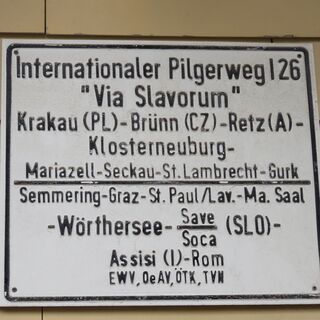 Internationaler Pilgerweg 126
"Via Slavorum"
Krakau (PL)-Brünn (CZ)-Retz(A)-
Klosterneuburg-
Mariazell-Seckau-St.Lambrecht-Gurk
Semmering-Graz-St. Paul/Lav.-Ma. Saal
-Wörthersee- Save/Soca (SLO)-
Assisi (I)-Rom
EWV, OeAV, ÖTK, TVN